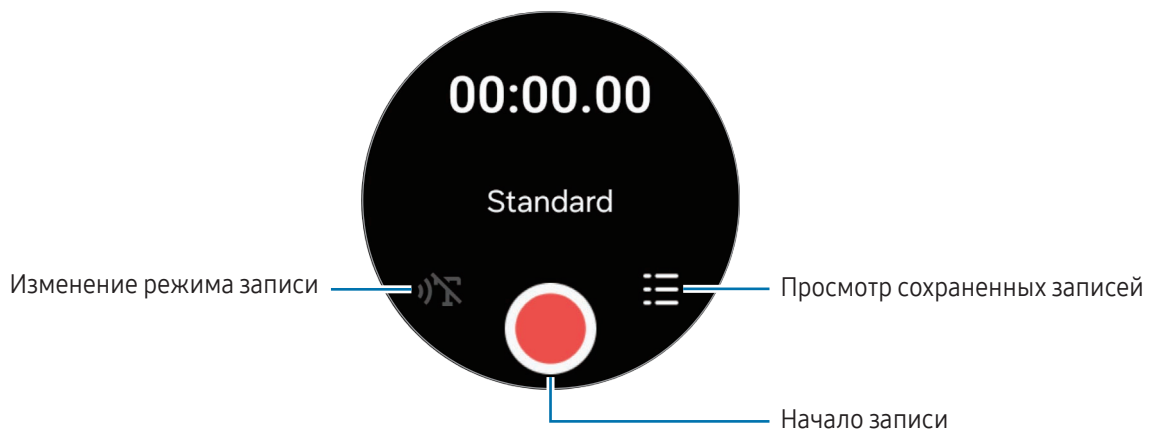 00:00.00
Standard
Изменение режима записи
Просмотр сохраненных записей
Начало записи